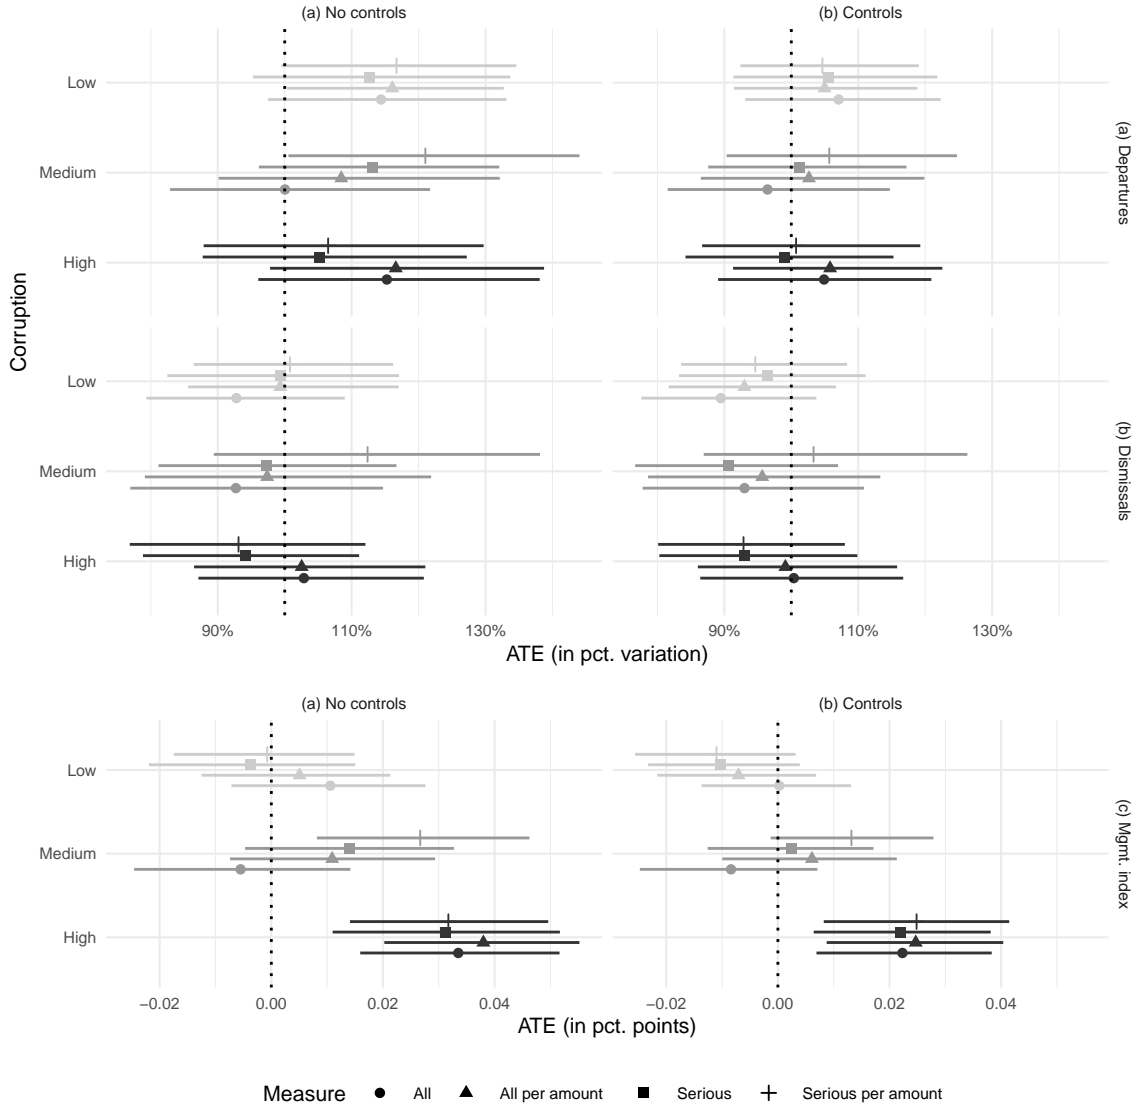 (a) No controls
(b) Controls
Low
Medium
High
(a) Departures
Corruption
Low
Medium
High
(b) Dismissals
90%
110%
130%
90%
110%
130%
ATE (in pct. variation)
(a) No controls
(b) Controls
Low
Medium
High
(c) Mgmt. index
−0.02
0.00
0.02
0.04
−0.02
0.00
0.02
0.04
ATE (in pct. points)
Measure All All per amount Serious Serious per amount